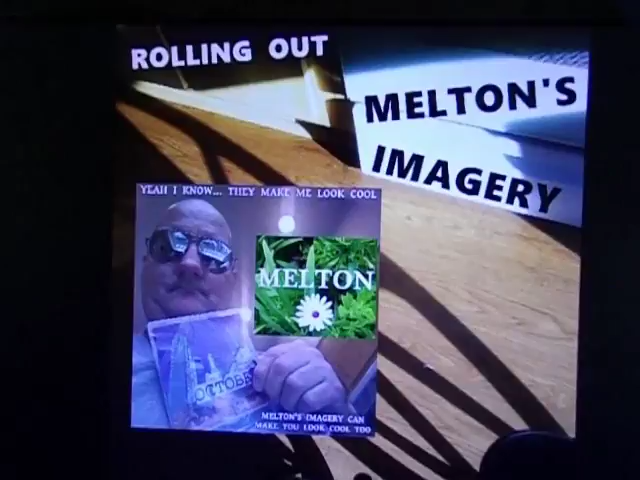 ROLLING OUT
MELTON'S
IMAGERY
YEAH I KNOW... THEY MAKE ME LOOK COOL
MELTON
OCTOBER
MELTON'S IMAGERY CAN
MAKE YOU LOOK COOL TOO